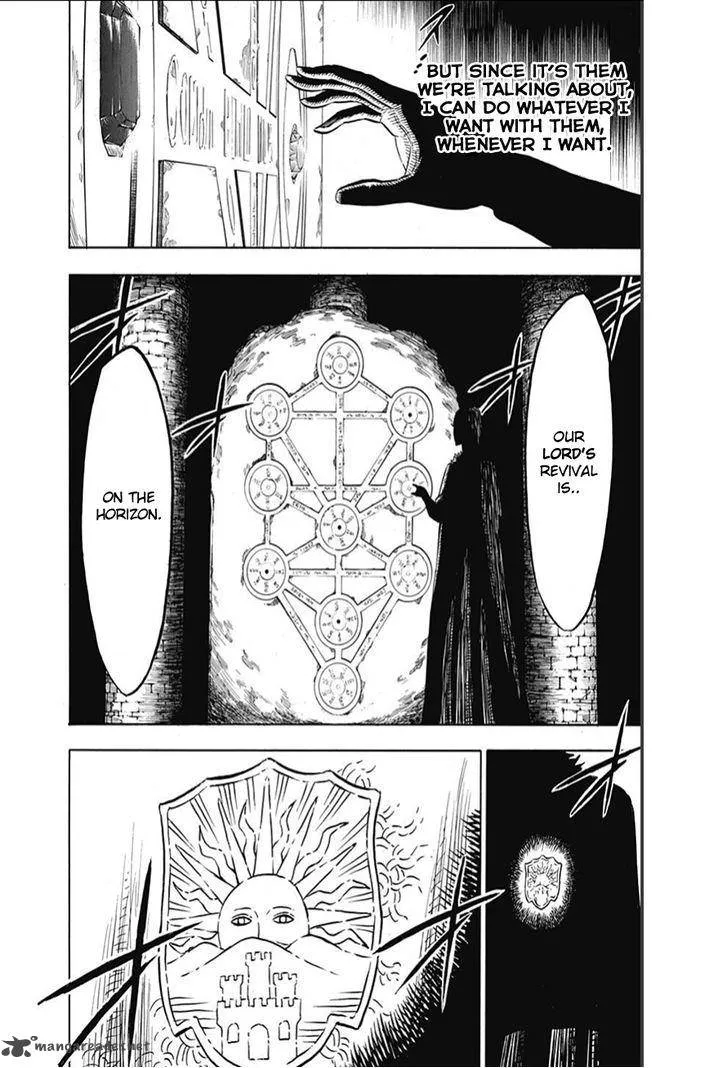 BUT SINCE IT'S THEM
WE'RE TALKING ABOUT,
I CAN DO WHATEVER I
WANT WITH THEM,
WHENEVER I WANT.
OUR
LORD'S
REVIVAL
IS..
ON THE
HORIZON.
mangareader.net